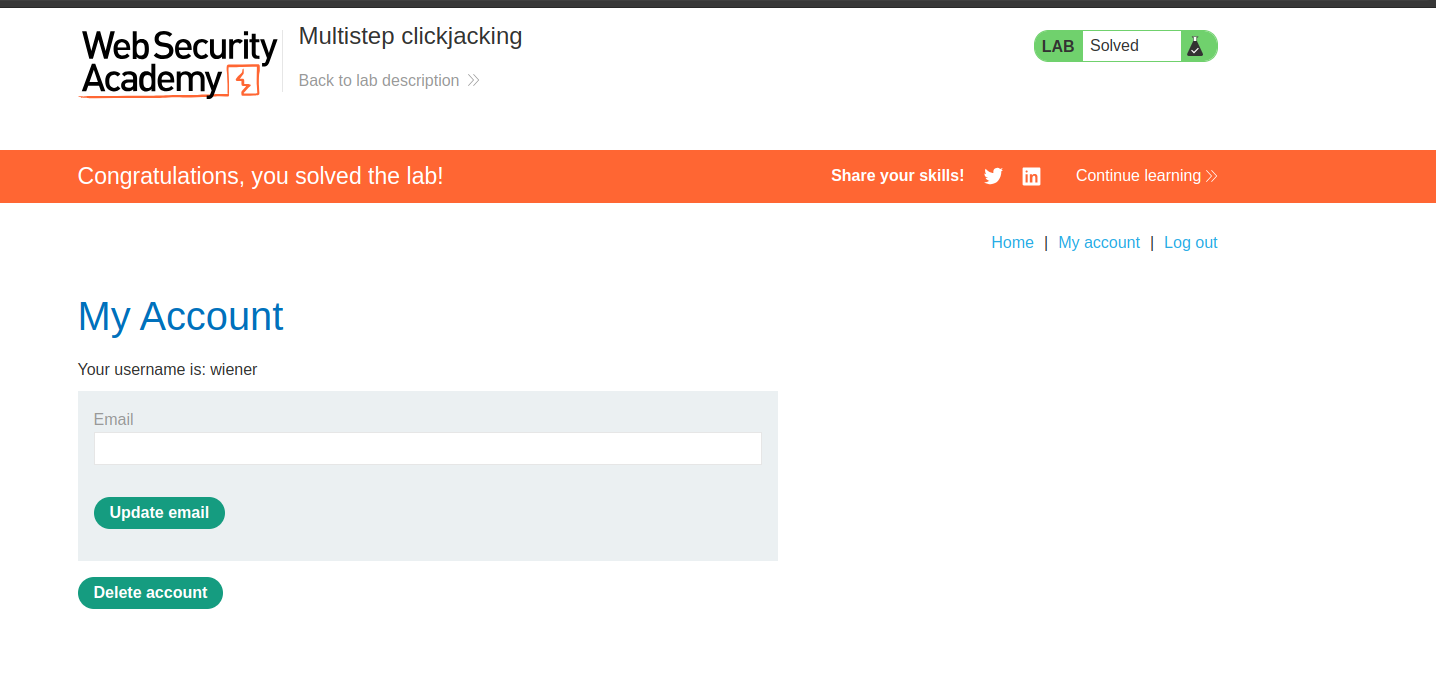 Web Security
Academy
Multistep clickjacking
Back to lab description
LAB Solved
Congratulations, you solved the lab!
Share your skills!
Continue learning
Home | My account | Log out
My Account
Your username is: wiener
Email
Update email
Delete account